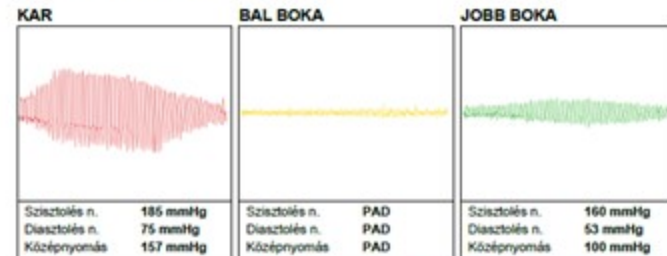 KAR
Szisztolés n. 185 mmHg
Diasztolés n. 75 mmHg
Középnyomás 157 mmHg
BAL BOKA
Szisztolés n. PAD
Diasztolés n. PAD
Középnyomás PAD
JOBB BOKA
Szisztolés n. 160 mmHg
Diasztolés n. 53 mmHg
Középnyomás 100 mmHg